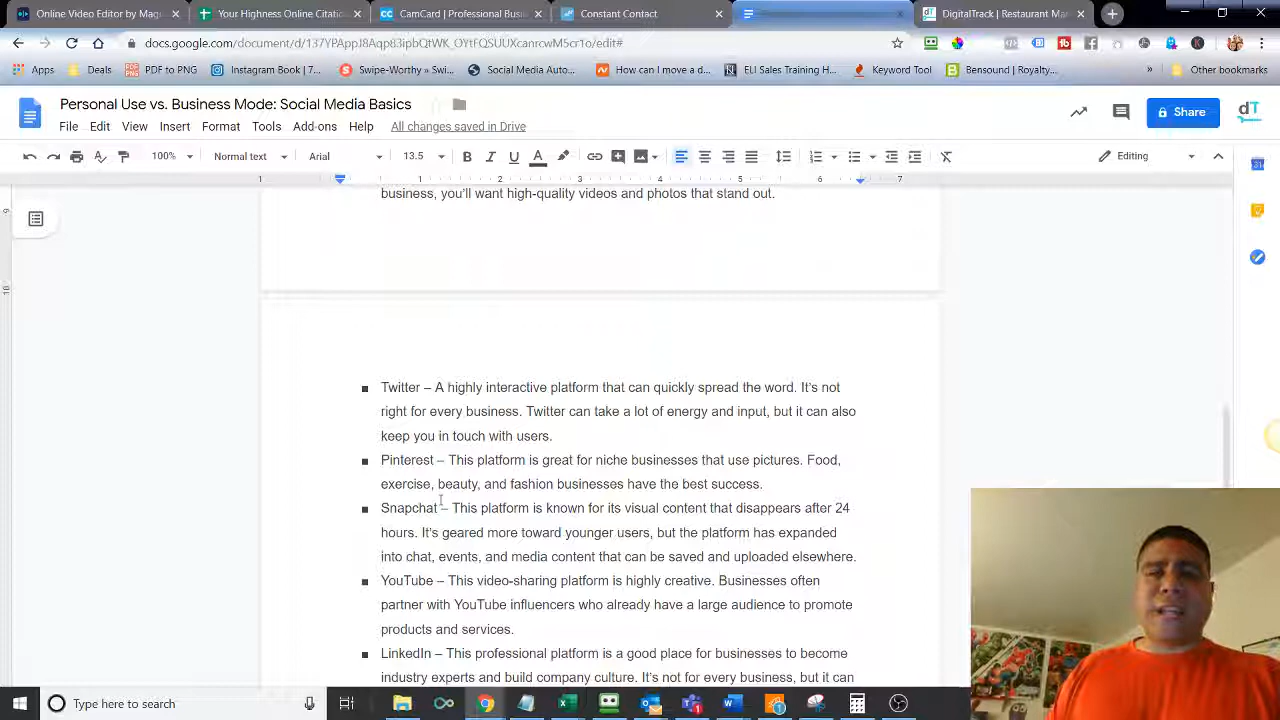 Online Video Editor by Mag
Your Highness Online Citatio
CamCard | Professional Busi
Constant Contact
DigitalTrack | Restaurant Ma
Apps
Deals
PDF to PNG
Instagram Book | 7...
Swipe-Worthy » Swi...
Social Media Auto...
How can I move a d...
ELI Sales Training H...
Keyword Tool
Bensound | Royalty...
»
Other bookmarks
Personal Use vs. Business Mode: Social Media Basics
File Edit View Insert Format Tools Add-ons Help All changes saved in Drive
Share
100% Normal text Arial 13.5 Editing
business, you'll want high-quality videos and photos that stand out.
Twitter – A highly interactive platform that can quickly spread the word. It's not
right for every business. Twitter can take a lot of energy and input, but it can also
keep you in touch with users.
Pinterest – This platform is great for niche businesses that use pictures. Food,
exercise, beauty, and fashion businesses have the best success.
Snapchat – This platform is known for its visual content that disappears after 24
hours. It's geared more toward younger users, but the platform has expanded
into chat, events, and media content that can be saved and uploaded elsewhere.
YouTube – This video-sharing platform is highly creative. Businesses often
partner with YouTube influencers who already have a large audience to promote
products and services.
LinkedIn – This professional platform is a good place for businesses to become
industry experts and build company culture. It's not for every business, but it can
Type here to search